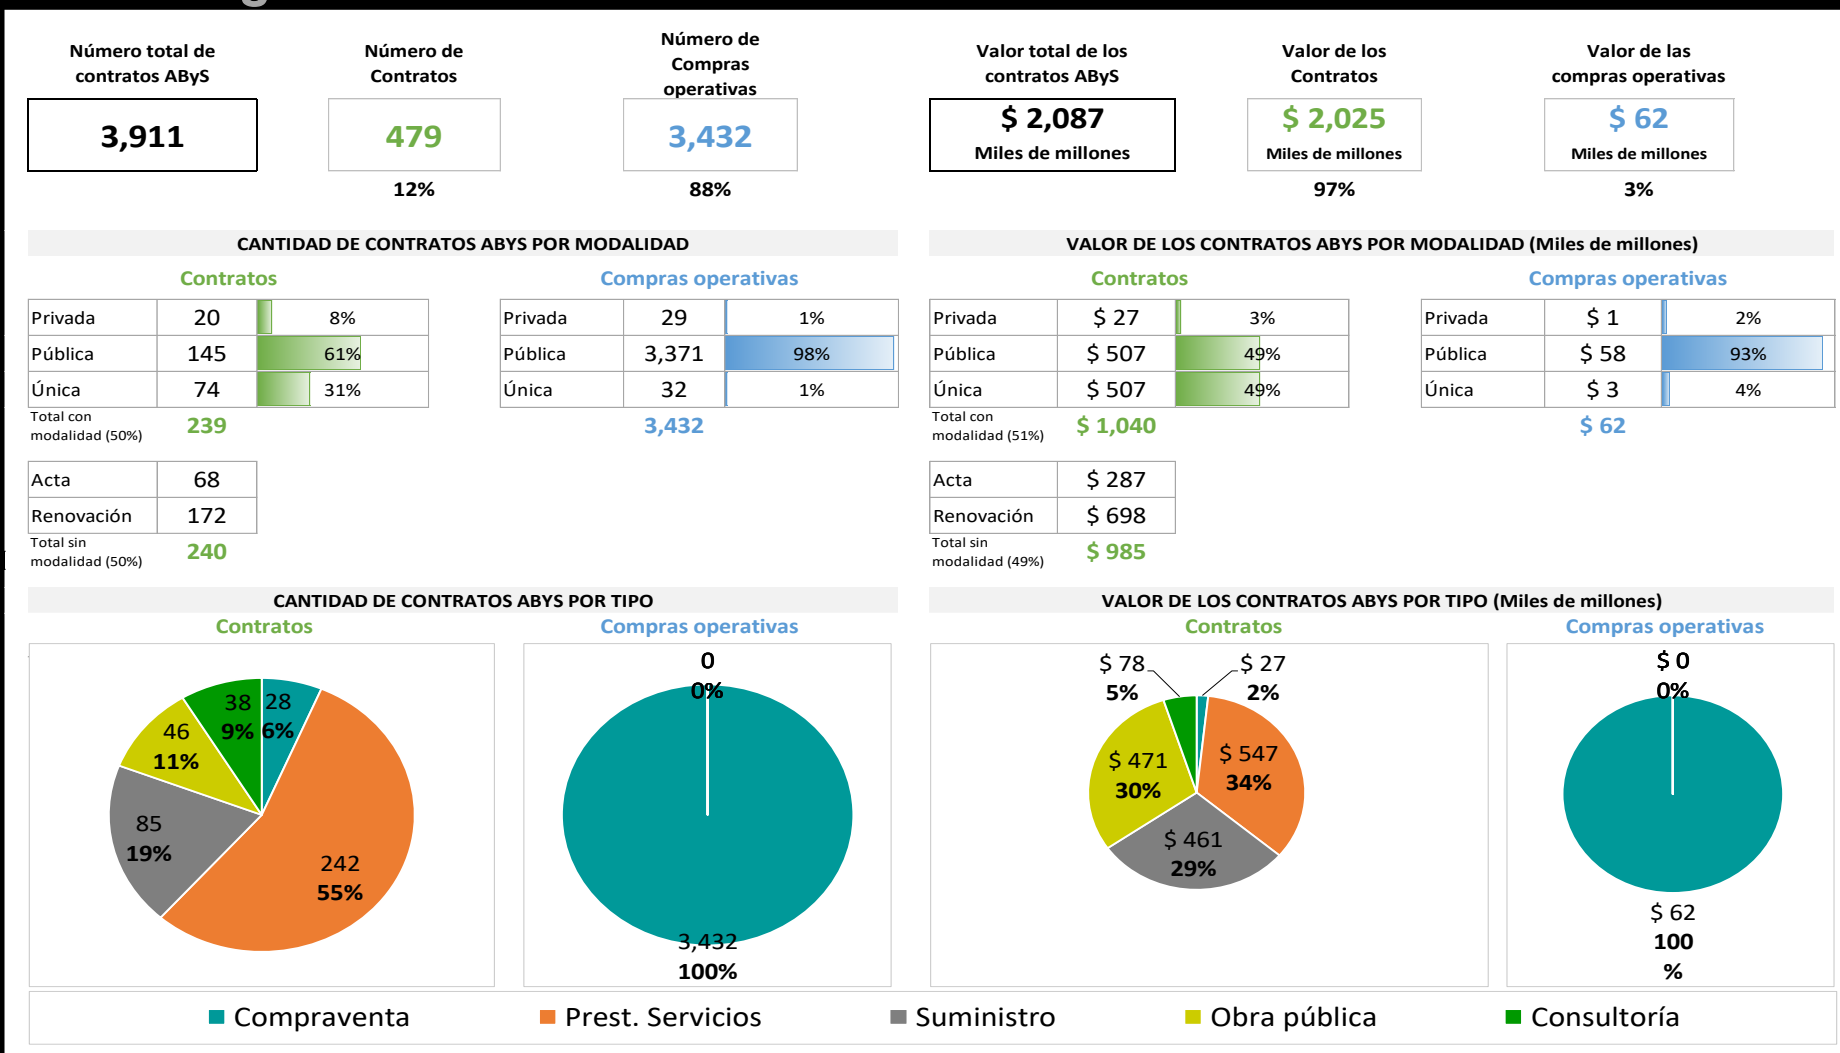 Número total de
contratos AByS
3,911
Número de
Contratos
479
12%
Número de
Compras
operativas
3,432
88%
Valor total de los
contratos AByS
$ 2,087
Miles de millones
Valor de los
Contratos
$ 2,025
Miles de millones
97%
Valor de las
compras operativas
$ 62
Miles de millones
3%
CANTIDAD DE CONTRATOS ABYS POR MODALIDAD
Contratos
Privada 20 8%
Pública 145 61%
Única 74 31%
Total con
modalidad (50%) 239
Acta 68
Renovación 172
Total sin
modalidad (50%) 240
Compras operativas
Privada 29 1%
Pública 3,371 98%
Única 32 1%
3,432
VALOR DE LOS CONTRATOS ABYS POR MODALIDAD (Miles de millones)
Contratos
Privada $ 27 3%
Pública $ 507 49%
Única $ 507 49%
Total con
modalidad (51%) $ 1,040
Acta $ 287
Renovación $ 698
Total sin
modalidad (49%) $ 985
Compras operativas
Privada $ 1 2%
Pública $ 58 93%
Única $ 3 4%
$ 62
CANTIDAD DE CONTRATOS ABYS POR TIPO
Contratos
28
6%
242
55%
85
19%
46
11%
38
9%
Compras operativas
0
0%
3,432
100%
VALOR DE LOS CONTRATOS ABYS POR TIPO (Miles de millones)
Contratos
$ 27
2%
$ 547
34%
$ 461
29%
$ 471
30%
$ 78
5%
Compras operativas
$ 0
0%
$ 62
100
%
Compraventa
Prest. Servicios
Suministro
Obra pública
Consultoría